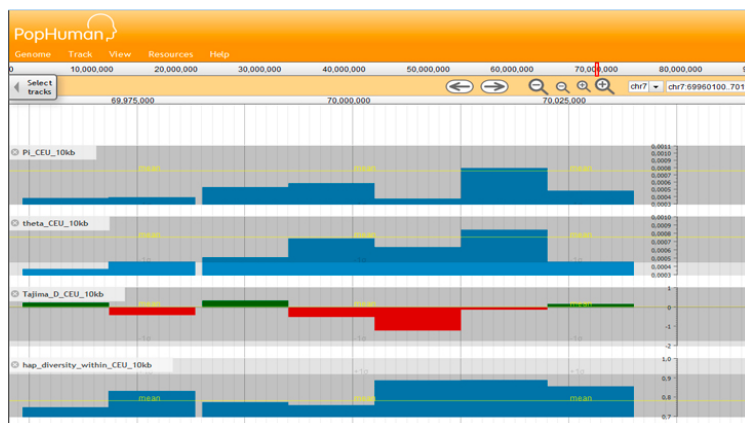 PopHuman
Genome Track View Resources Help
0 10,000,000 20,000,000 30,000,000 40,000,000 50,000,000 60,000,000 70,000,000 80,000,000
Select tracks
chr7 chr7:69960100..701
69,975,000 70,000,000 70,025,000
Pi_CEU_10kb
mean mean mean
0.0011
0.0010
0.0009
0.0008
0.0007
0.0006
0.0005
0.0004
0.0003
theta_CEU_10kb
mean mean mean
0.0010
0.0009
0.0008
0.0007
0.0006
0.0005
0.0004
0.0003
Tajima_D_CEU_10kb
mean mean mean
1
0
-1
-2
hap_diversity_within_CEU_10kb
mean mean mean
1.0
0.9
0.8
0.7